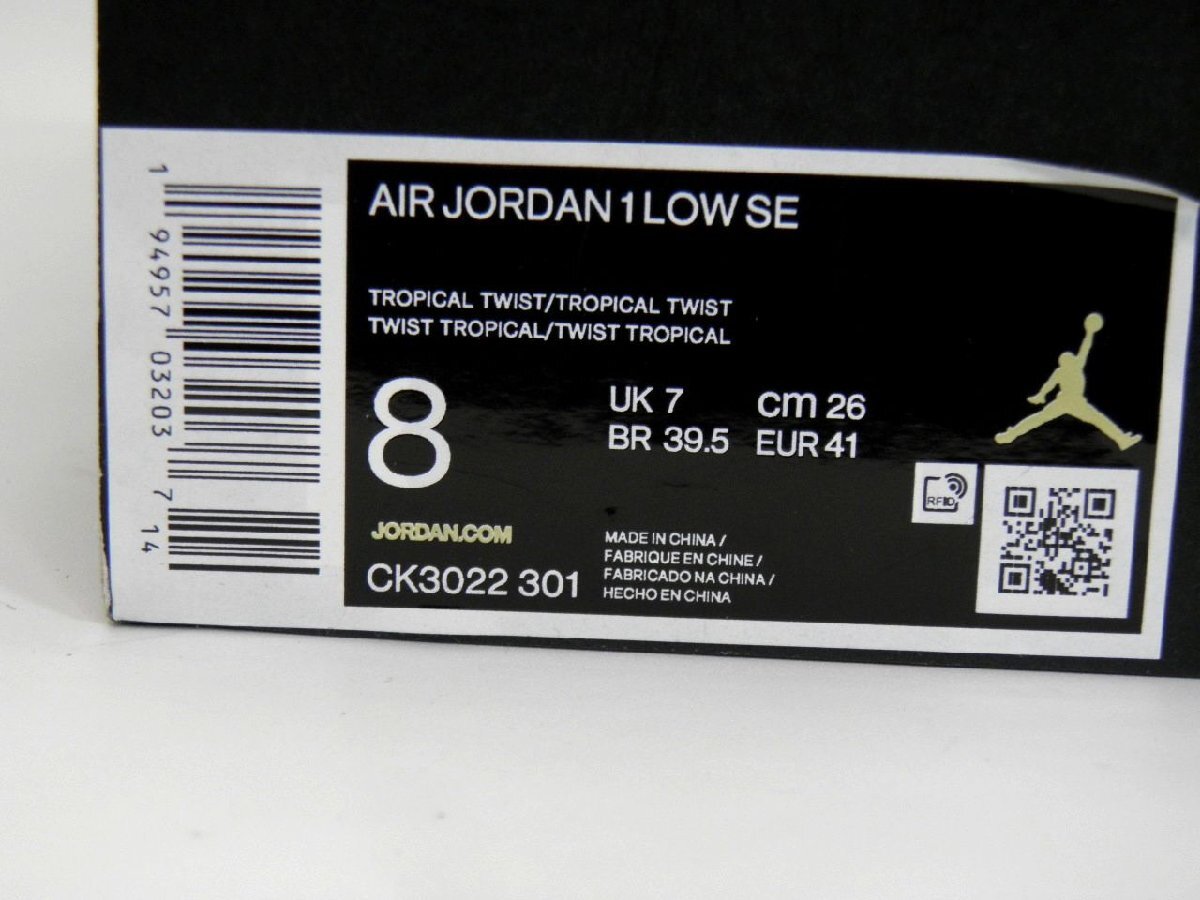 AIR JORDAN 1 LOW SE
TROPICAL TWIST/TROPICAL TWIST
TWIST TROPICAL/TWIST TROPICAL
8
UK 7
cm 26
BR 39.5
EUR 41
JORDAN.COM
CK3022 301
MADE IN CHINA /
FABRIQUE EN CHINE /
FABRICADO NA CHINA /
HECHO EN CHINA
RFID
1 94957 03203 7 14